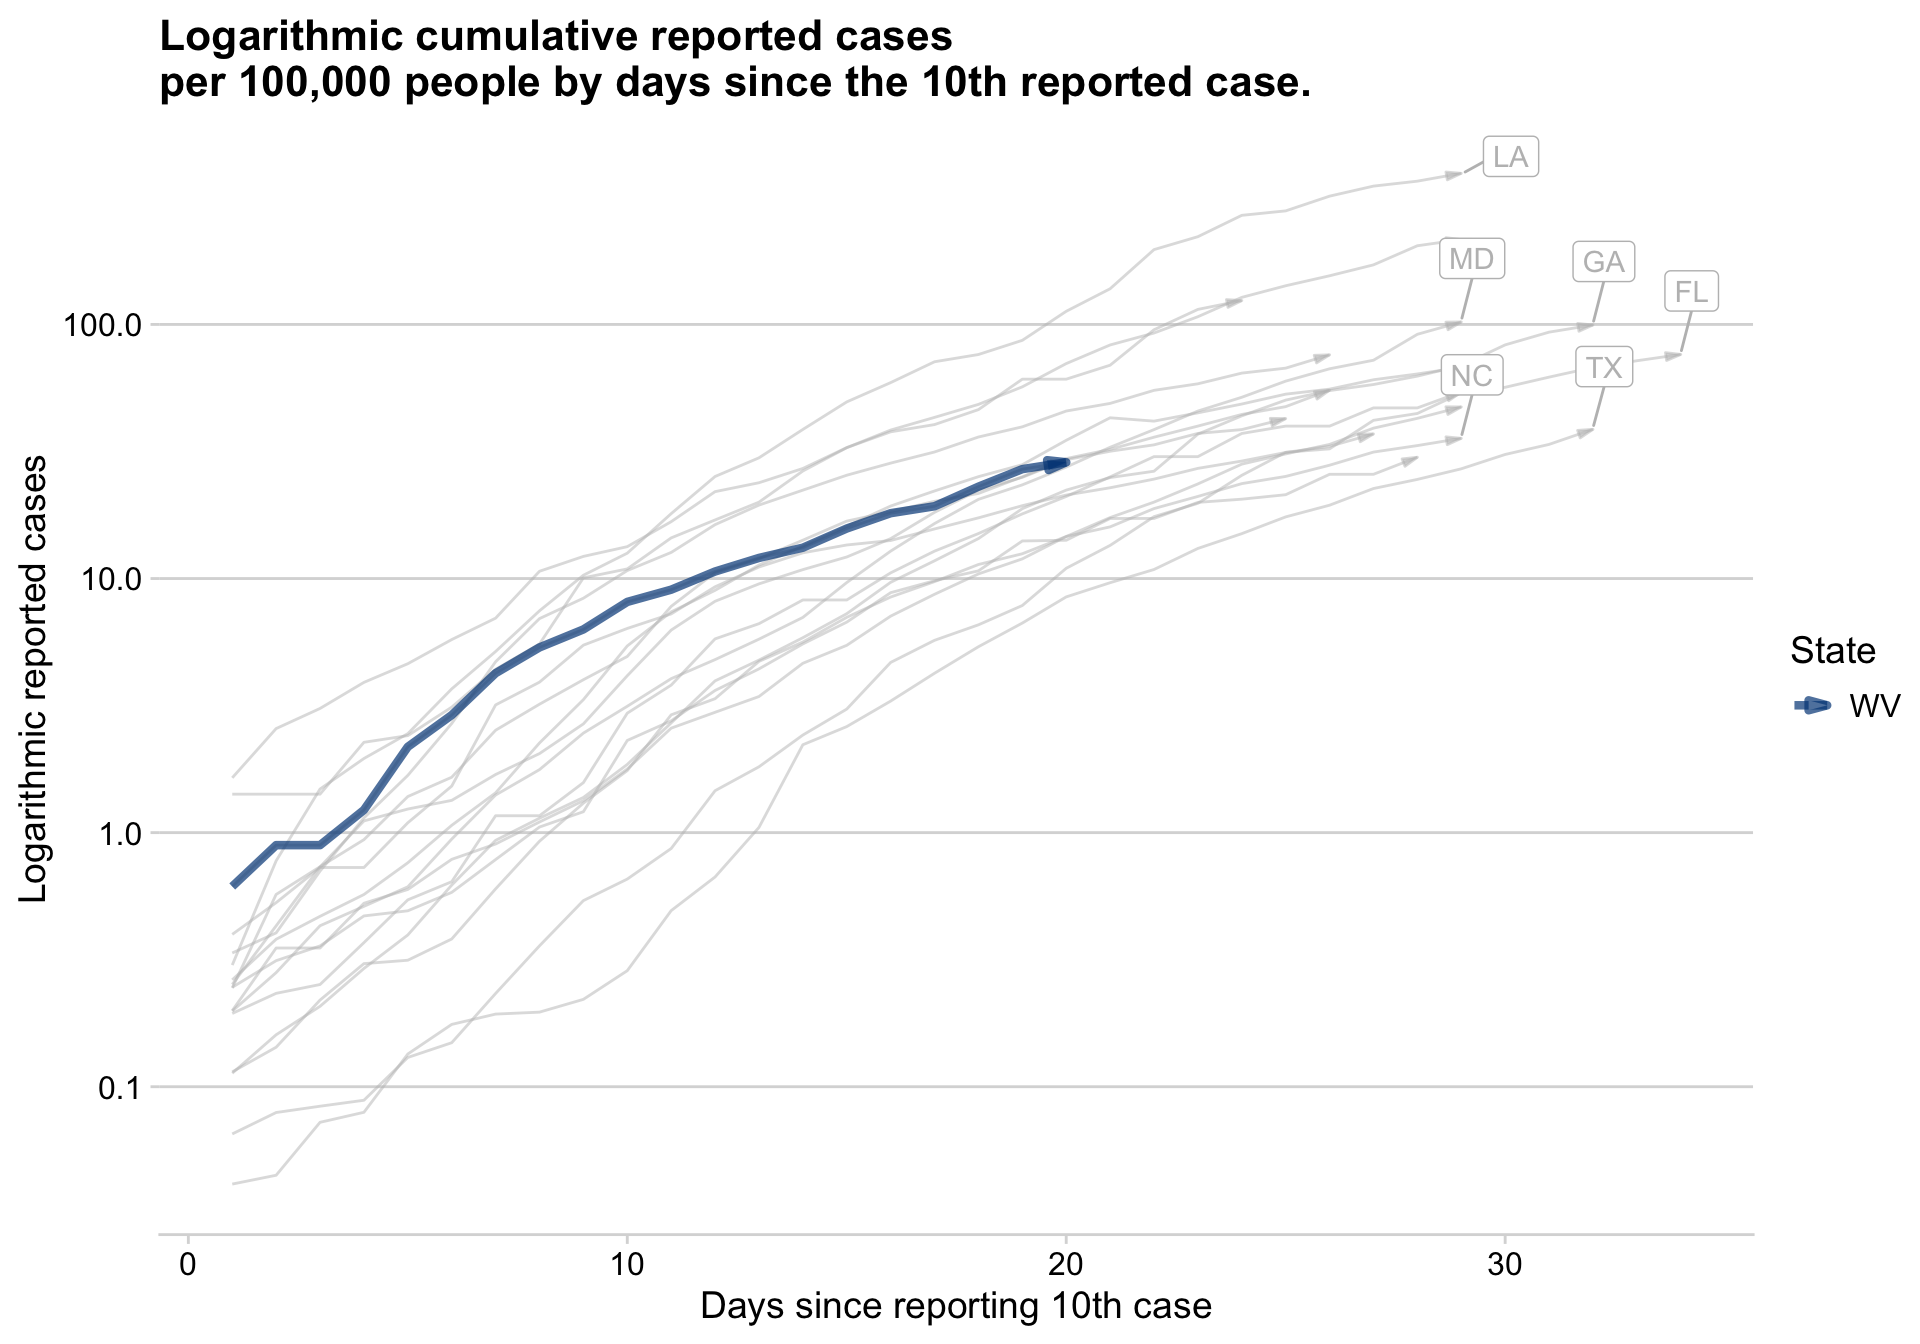 Logarithmic cumulative reported cases
per 100,000 people by days since the 10th reported case.
LA
MD
GA
FL
NC
TX
100.0
10.0
1.0
0.1
Logarithmic reported cases
State
WV
0
10
20
30
Days since reporting 10th case